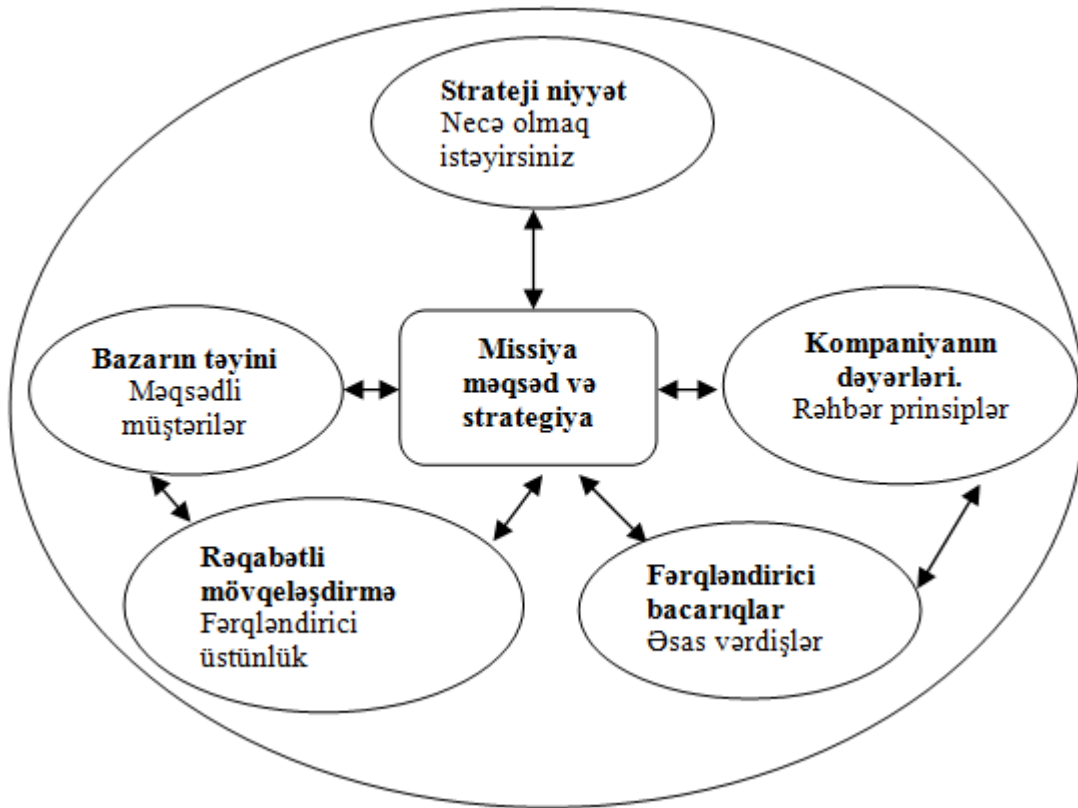 Strateji niyyət
Necə olmaq
istəyirsiniz
Bazarın təyini
Məqsədli
müştərilər
Missiya
məqsəd və
strategiya
Kompaniyanın
dəyərləri.
Rəhbər prinsiplər
Rəqabətli
mövqeləşdirmə
Fərqləndirici
üstünlük
Fərqləndirici
bacarıqlar
Əsas vərdişlər